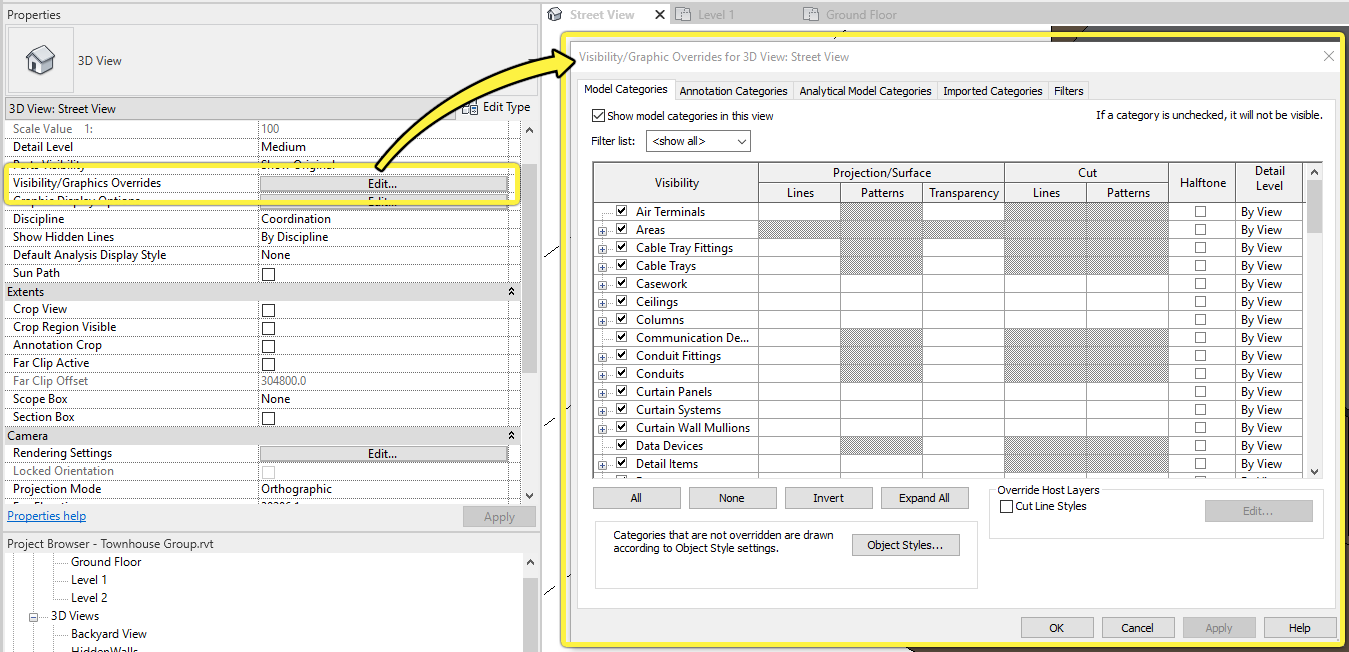 Properties
3D View
3D View: Street View
Edit Type
Scale Value 1: 100
Detail Level Medium
Parts Visibility Show Original
Visibility/Graphics Overrides Edit...
Graphic Display Options Edit...
Discipline Coordination
Show Hidden Lines By Discipline
Default Analysis Display Style None
Sun Path
Extents
Crop View
Crop Region Visible
Annotation Crop
Far Clip Active
Far Clip Offset 304800.0
Scope Box None
Section Box
Camera
Rendering Settings Edit...
Locked Orientation
Projection Mode Orthographic
Properties help Apply
Project Browser - Townhouse Group.rvt
Ground Floor
Level 1
Level 2
3D Views
Backyard View
HiddenWalls
Street View Level 1 Ground Floor
Visibility/Graphic Overrides for 3D View: Street View
Model Categories Annotation Categories Analytical Model Categories Imported Categories Filters
Show model categories in this view If a category is unchecked, it will not be visible.
Filter list: <show all>
Visibility Projection/Surface Cut Halftone Detail Level
Lines Patterns Transparency Lines Patterns
Air Terminals By View
Areas By View
Cable Tray Fittings By View
Cable Trays By View
Casework By View
Ceilings By View
Columns By View
Communication De... By View
Conduit Fittings By View
Conduits By View
Curtain Panels By View
Curtain Systems By View
Curtain Wall Mullions By View
Data Devices By View
Detail Items By View
All None Invert Expand All
Override Host Layers
Cut Line Styles Edit...
Categories that are not overridden are drawn
according to Object Style settings.
Object Styles...
OK Cancel Apply Help